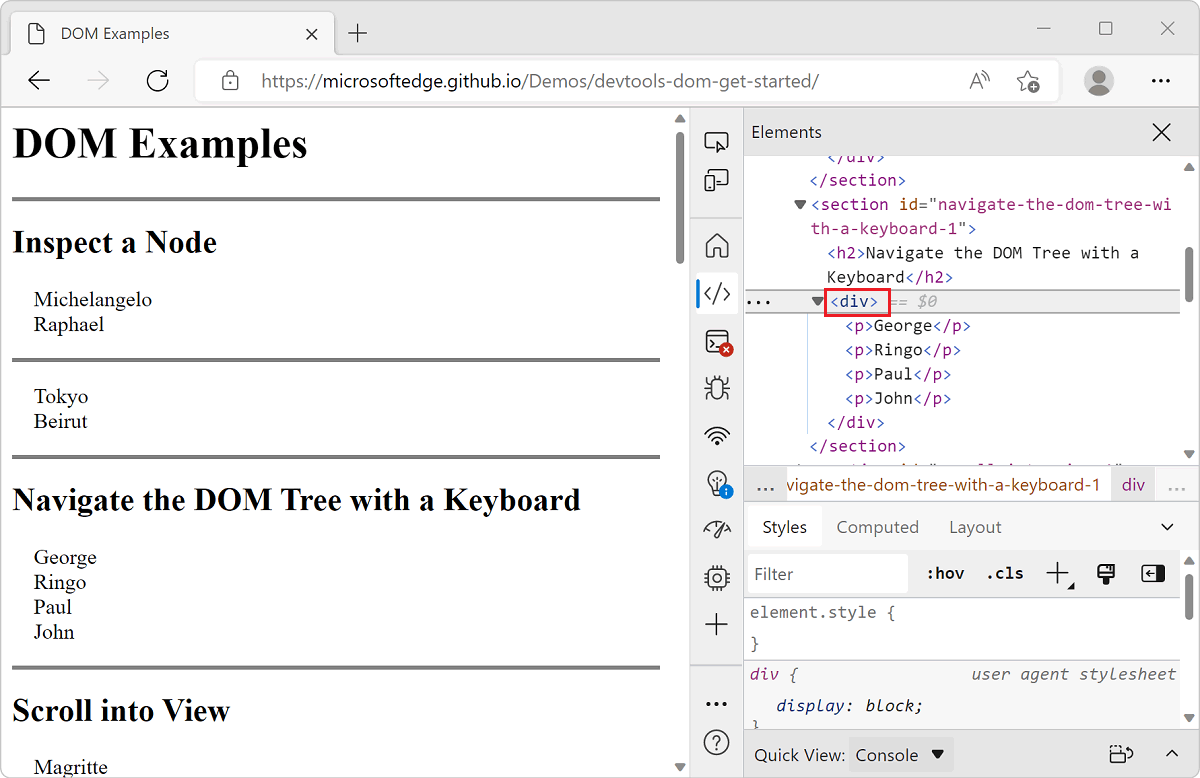 DOM Examples
https://microsoftedge.github.io/Demos/devtools-dom-get-started/
DOM Examples
Inspect a Node
Michelangelo
Raphael
Tokyo
Beirut
Navigate the DOM Tree with a Keyboard
George
Ringo
Paul
John
Scroll into View
Magritte
Elements
</div>
</section>
<section id="navigate-the-dom-tree-wi
th-a-keyboard-1">
<h2>Navigate the DOM Tree with a
Keyboard</h2>
... <div> == $0
<p>George</p>
<p>Ringo</p>
<p>Paul</p>
<p>John</p>
</div>
</section>
... vigate-the-dom-tree-with-a-keyboard-1 div ...
Styles Computed Layout
Filter :hov .cls
element.style {
}
div { user agent stylesheet
display: block;
}
Quick View: Console